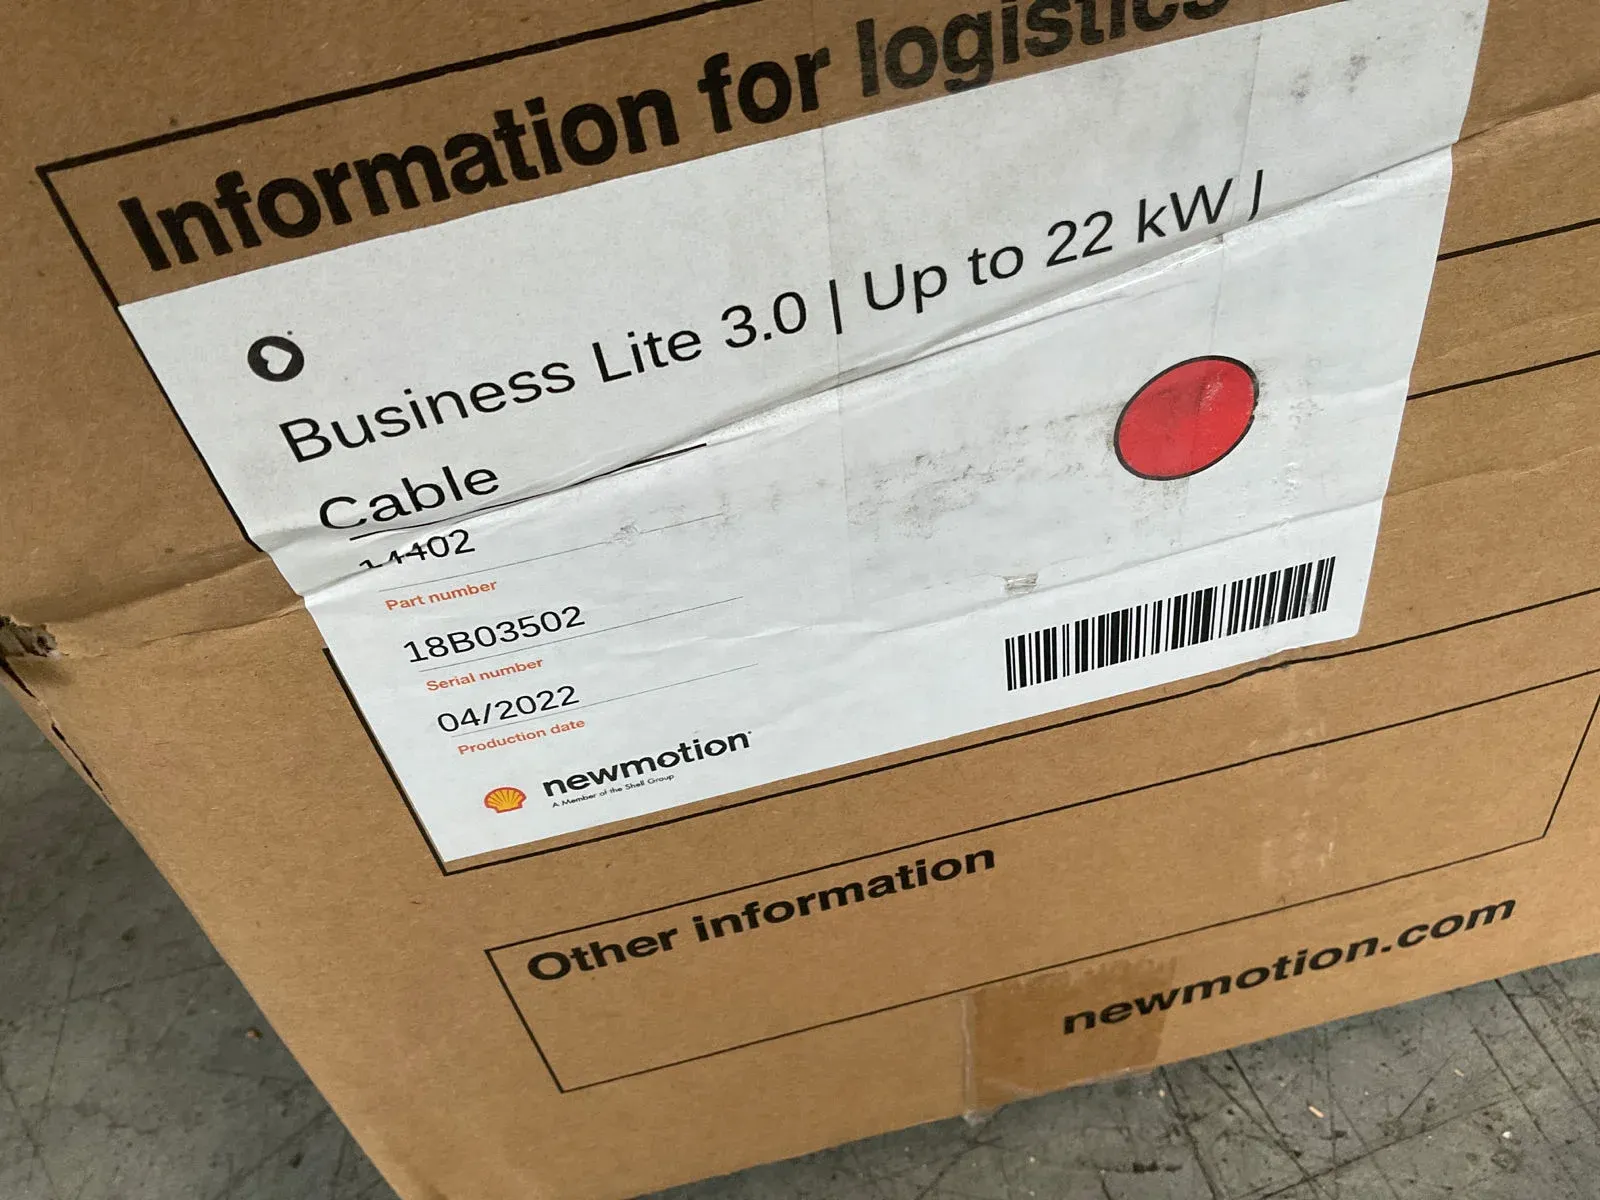 Information for logistics
Business Lite 3.0 | Up to 22 kW
Cable
14402
Part number
18B03502
Serial number
04/2022
Production date
newmotion
A Member of the Shell Group
Other information
newmotion.com